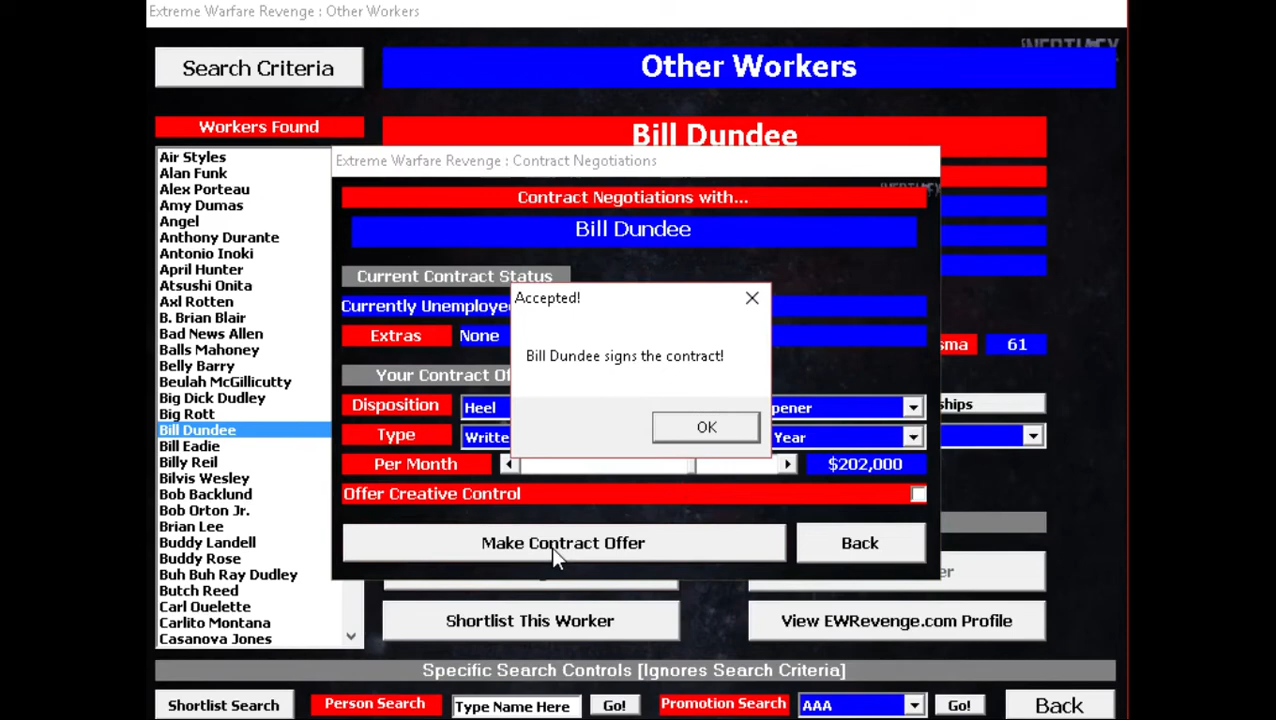 Extreme Warfare Revenge : Other Workers
Search Criteria
Other Workers
Workers Found
Bill Dundee
Air Styles
Alan Funk
Alex Porteau
Amy Dumas
Angel
Anthony Durante
Antonio Inoki
April Hunter
Atsushi Onita
Axl Rotten
B. Brian Blair
Bad News Allen
Balls Mahoney
Belly Barry
Beulah McGillicutty
Big Dick Dudley
Big Rott
Bill Dundee
Bill Eadie
Billy Reil
Bilvis Wesley
Bob Backlund
Bob Orton Jr.
Brian Lee
Buddy Landell
Buddy Rose
Buh Buh Ray Dudley
Butch Reed
Carl Ouelette
Carlito Montana
Casanova Jones
Extreme Warfare Revenge : Contract Negotiations
Contract Negotiations with...
Bill Dundee
Current Contract Status
Currently Unemploye
Extras None
Your Contract Of
Disposition Heel pener
Type Writte Year
Per Month $202,000
Offer Creative Control
Make Contract Offer Back
Accepted!
Bill Dundee signs the contract!
OK
sma 61
ships
er
Shortlist This Worker View EWRevenge.com Profile
Specific Search Controls [Ignores Search Criteria]
Shortlist Search Person Search Type Name Here Go! Promotion Search AAA Go! Back